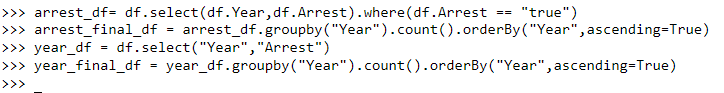 >>> arrest_df= df.select(df.Year,df.Arrest).where(df.Arrest == "true")
>>> arrest_final_df = arrest_df.groupby("Year").count().orderBy("Year",ascending=True)
>>> year_df = df.select("Year","Arrest")
>>> year_final_df = year_df.groupby("Year").count().orderBy("Year",ascending=True)
>>> _